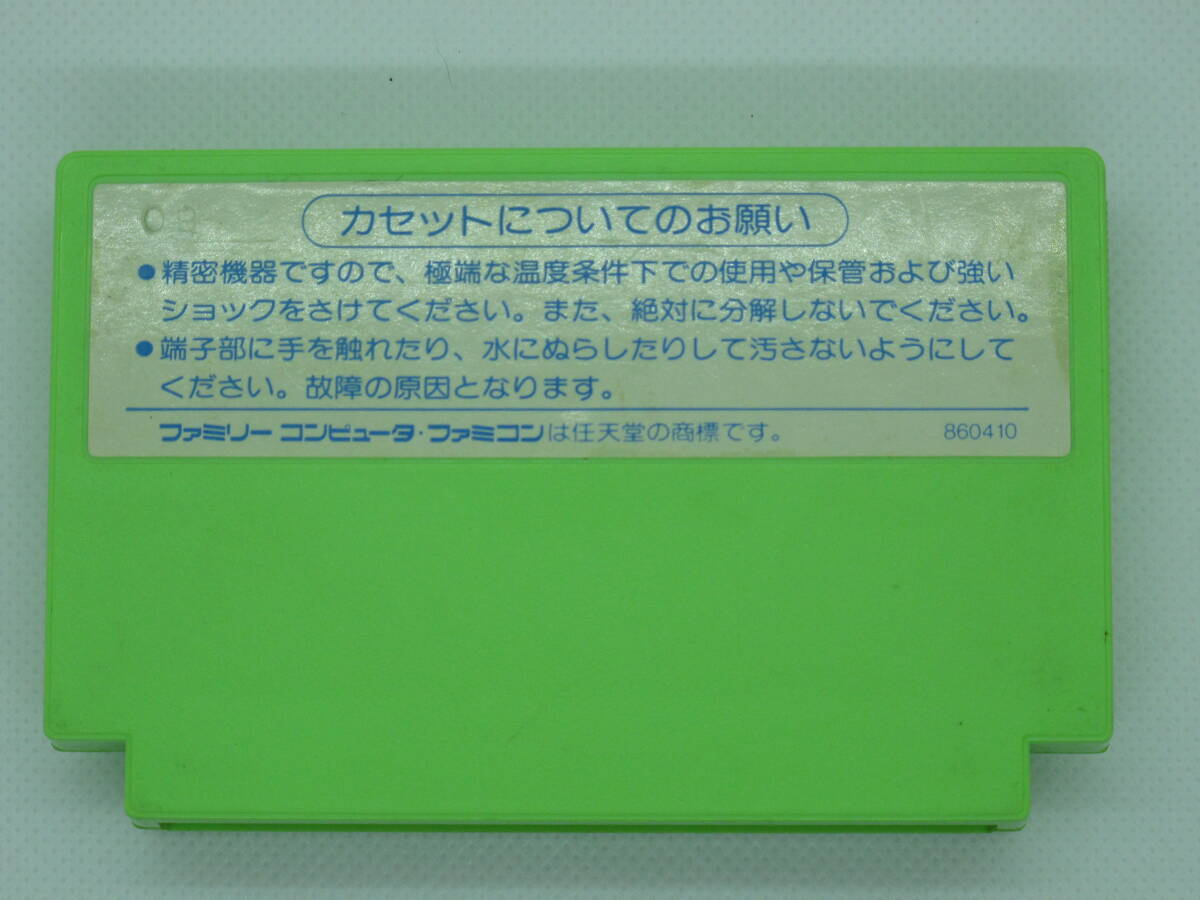 カセットについてのお願い
●精密機器ですので、極端な温度条件下での使用や保管および強い
ショックをさけてください。また、絶対に分解しないでください。
●端子部に手を触れたり、水にぬらしたりして汚さないようにして
ください。故障の原因となります。
ファミリーコンピュータ・ファミコンは任天堂の商標です。 860410